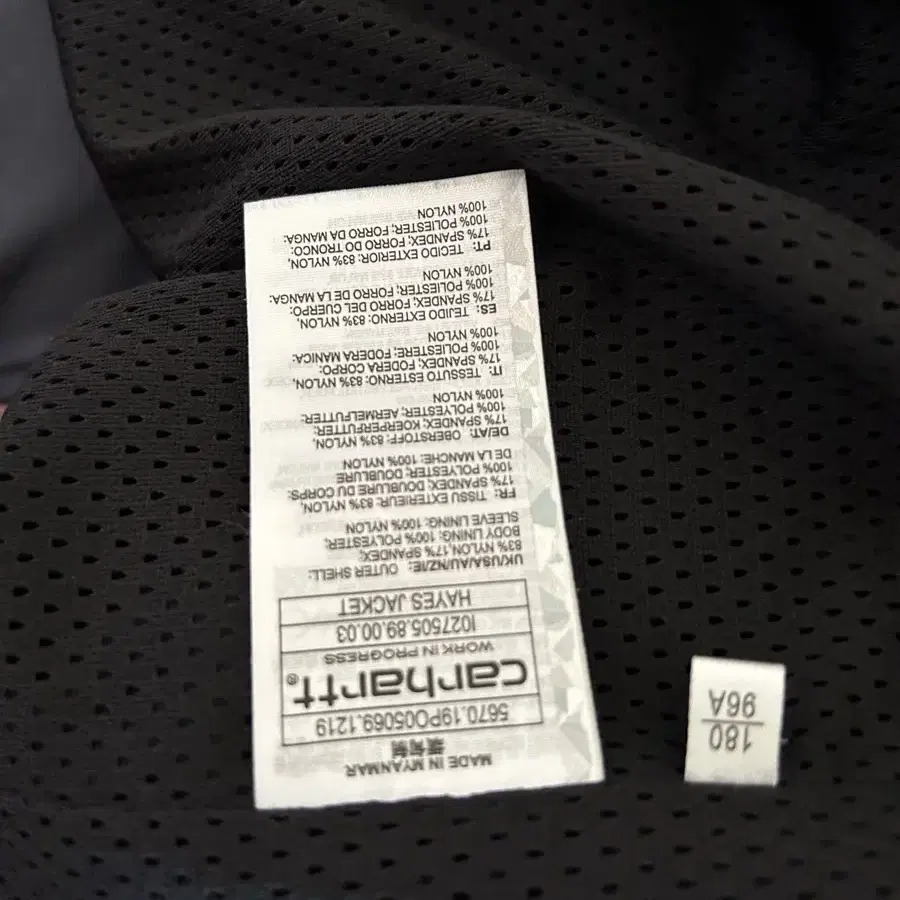 MADE IN MYANMAR
缅甸制
5670.19PO05069.1219
carhartt®
WORK IN PROGRESS
I027505.89.00.03
HAYES JACKET
UK/USA/AU/NZ/IE: OUTER SHELL:
83% NYLON,17% SPANDEX;
BODY LINING: 100% POLYESTER;
SLEEVE LINING: 100% NYLON
FR: TISSU EXTERIEUR: 83% NYLON,
17% SPANDEX; DOUBLURE DU CORPS:
100% POLYESTER; DOUBLURE
DE LA MANCHE: 100% NYLON
DE/AT: OBERSTOFF: 83% NYLON,
17% SPANDEX; KOERPERFUTTER:
100% POLYESTER; AERMELFUTTER:
100% NYLON
IT: TESSUTO ESTERNO: 83% NYLON,
17% SPANDEX; FODERA CORPO:
100% POLIESTERE; FODERA MANICA:
100% NYLON
ES: TEJIDO EXTERNO: 83% NYLON,
17% SPANDEX; FORRO DEL CUERPO:
100% POLIESTER; FORRO DE LA MANGA:
100% NYLON
PT: TECIDO EXTERIOR: 83% NYLON,
17% SPANDEX; FORRO DO TRONCO:
100% POLIESTER; FORRO DA MANGA:
100% NYLON
180
96A